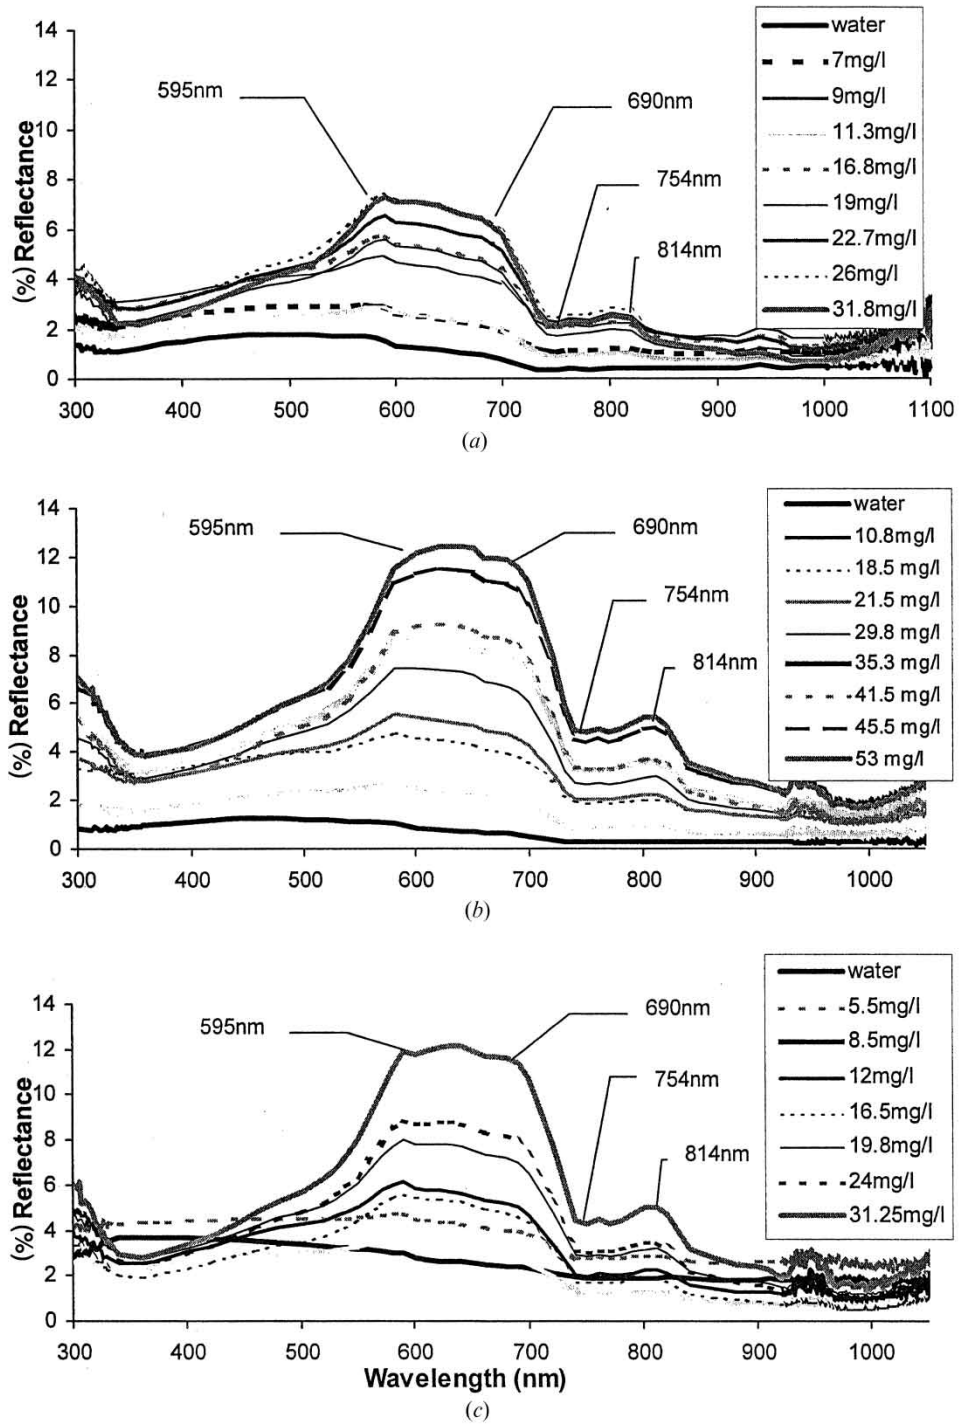 14
12
10
8
6
4
2
0
(%) Reflectance
595nm
690nm
754nm
814nm
water
7mg/l
9mg/l
11.3mg/l
16.8mg/l
19mg/l
22.7mg/l
26mg/l
31.8mg/l
300 400 500 600 700 800 900 1000 1100
(a)
14
12
10
8
6
4
2
0
(%) Reflectance
595nm
690nm
754nm
814nm
water
10.8mg/l
18.5 mg/l
21.5 mg/l
29.8 mg/l
35.3 mg/l
41.5 mg/l
45.5 mg/l
53 mg/l
300 400 500 600 700 800 900 1000
(b)
14
12
10
8
6
4
2
0
(%) Reflectance
595nm
690nm
754nm
814nm
water
5.5mg/l
8.5mg/l
12mg/l
16.5mg/l
19.8mg/l
24mg/l
31.25mg/l
300 400 500 600 700 800 900 1000
Wavelength (nm)
(c)